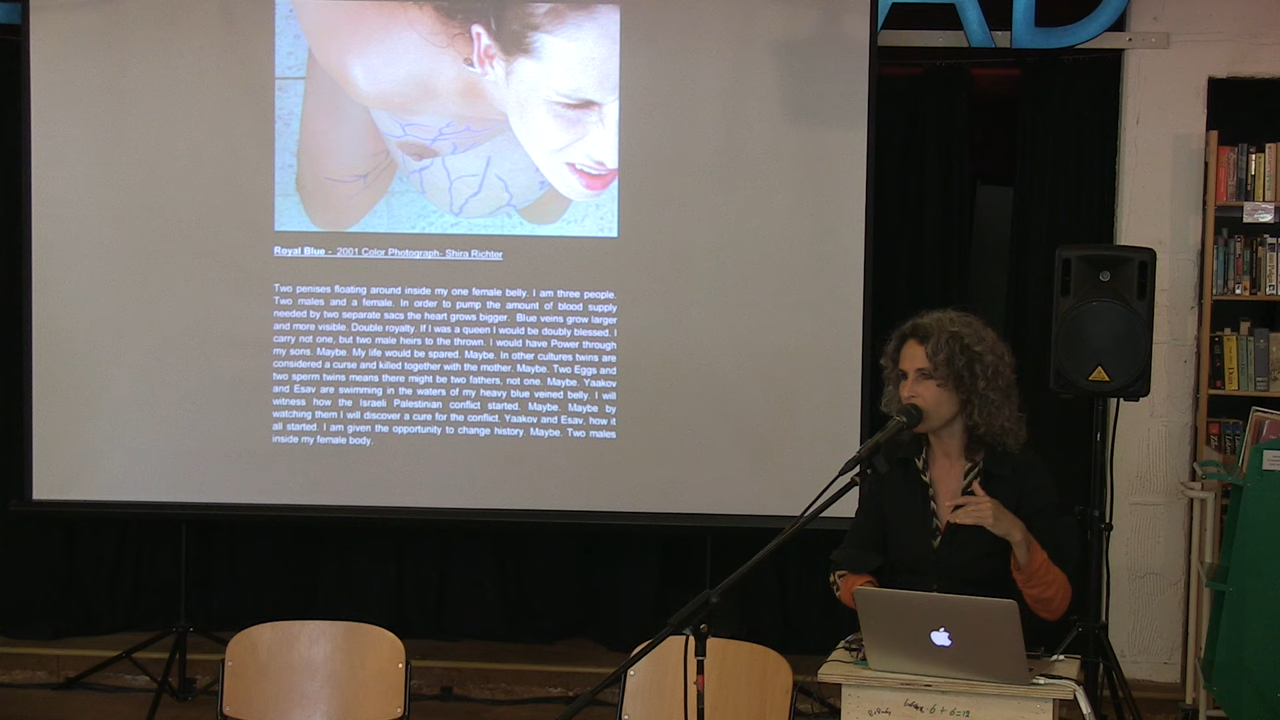 AD
Royal Blue - 2001 Color Photograph- Shira Richter
Two penises floating around inside my one female belly. I am three people.
Two males and a female. In order to pump the amount of blood supply
needed by two separate sacs the heart grows bigger. Blue veins grow larger
and more visible. Double royalty. If I was a queen I would be doubly blessed. I
carry not one, but two male heirs to the thrown. I would have Power through
my sons. Maybe. My life would be spared. Maybe. In other cultures twins are
considered a curse and killed together with the mother. Maybe. Two Eggs and
two sperm twins means there might be two fathers, not one. Maybe. Yaakov
and Esav are swimming in the waters of my heavy blue veined belly. I will
witness how the Israeli Palestinian conflict started. Maybe. Maybe by
watching them I will discover a cure for the conflict. Yaakov and Esav, how it
all started. I am given the opportunity to change history. Maybe. Two males
inside my female body.
6 + 6 = 12